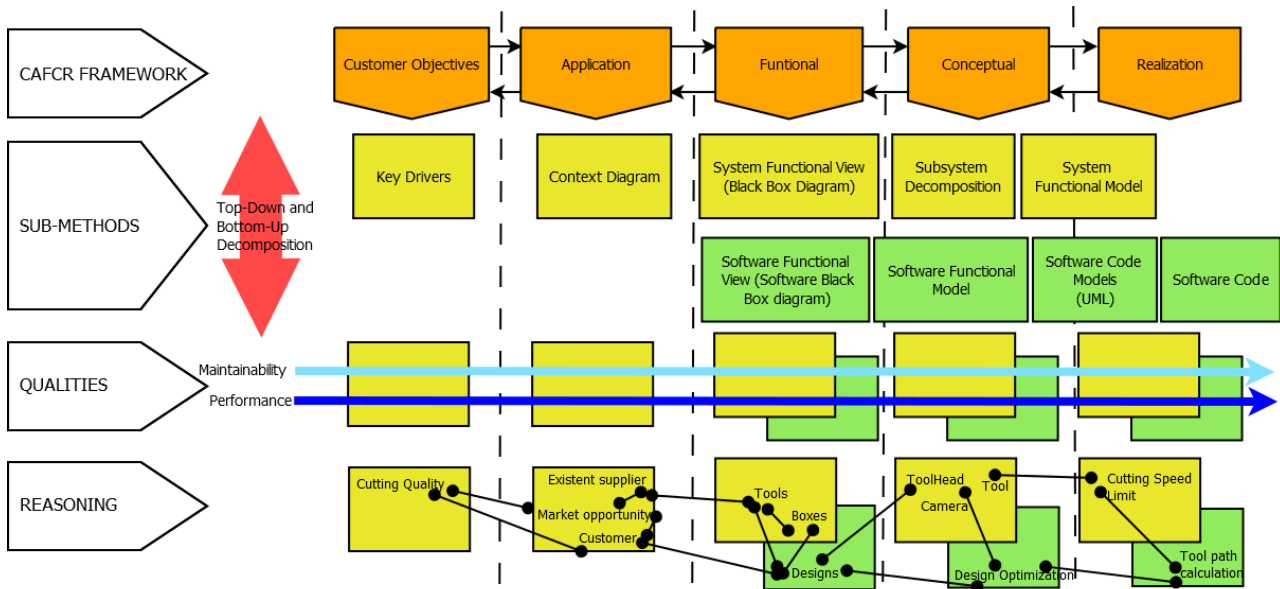 CAFCR FRAMEWORK
Customer Objectives
Application
Funtional
Conceptual
Realization
SUB-METHODS
Top-Down and
Bottom-Up
Decomposition
Key Drivers
Context Diagram
System Functional View
(Black Box Diagram)
Subsystem
Decomposition
System
Functional Model
Software Functional
View (Software Black
Box diagram)
Software Functional
Model
Software Code
Models
(UML)
Software Code
QUALITIES
Maintainability
Performance
REASONING
Cutting Quality
Existent supplier
Market opportunity
Customer
Tools
Boxes
Designs
ToolHead
Camera
Tool
Design Optimization
Cutting Speed
Limit
Tool path
calculation